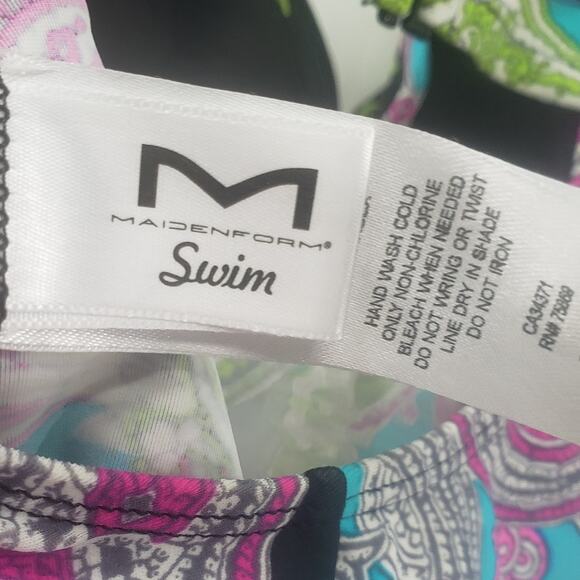 M
MAIDENFORM®
Swim
HAND WASH COLD
ONLY NON-CHLORINE
BLEACH WHEN NEEDED
DO NOT WRING OR TWIST
LINE DRY IN SHADE
DO NOT IRON
CA34371
RN# 75969